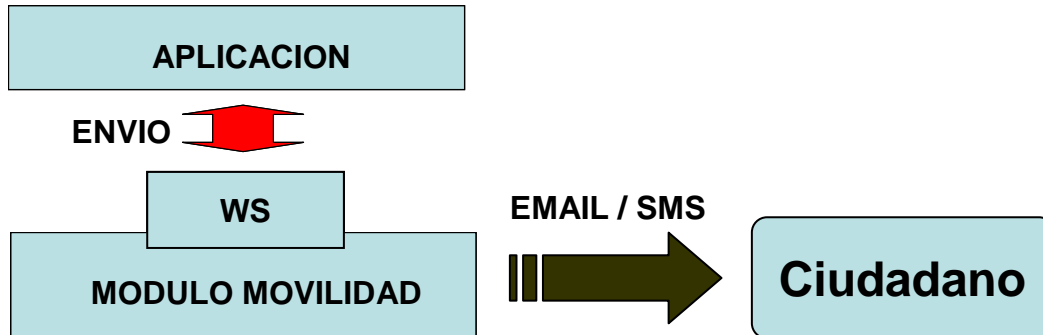 APLICACION
ENVIO
WS
EMAIL / SMS
MODULO MOVILIDAD
Ciudadano